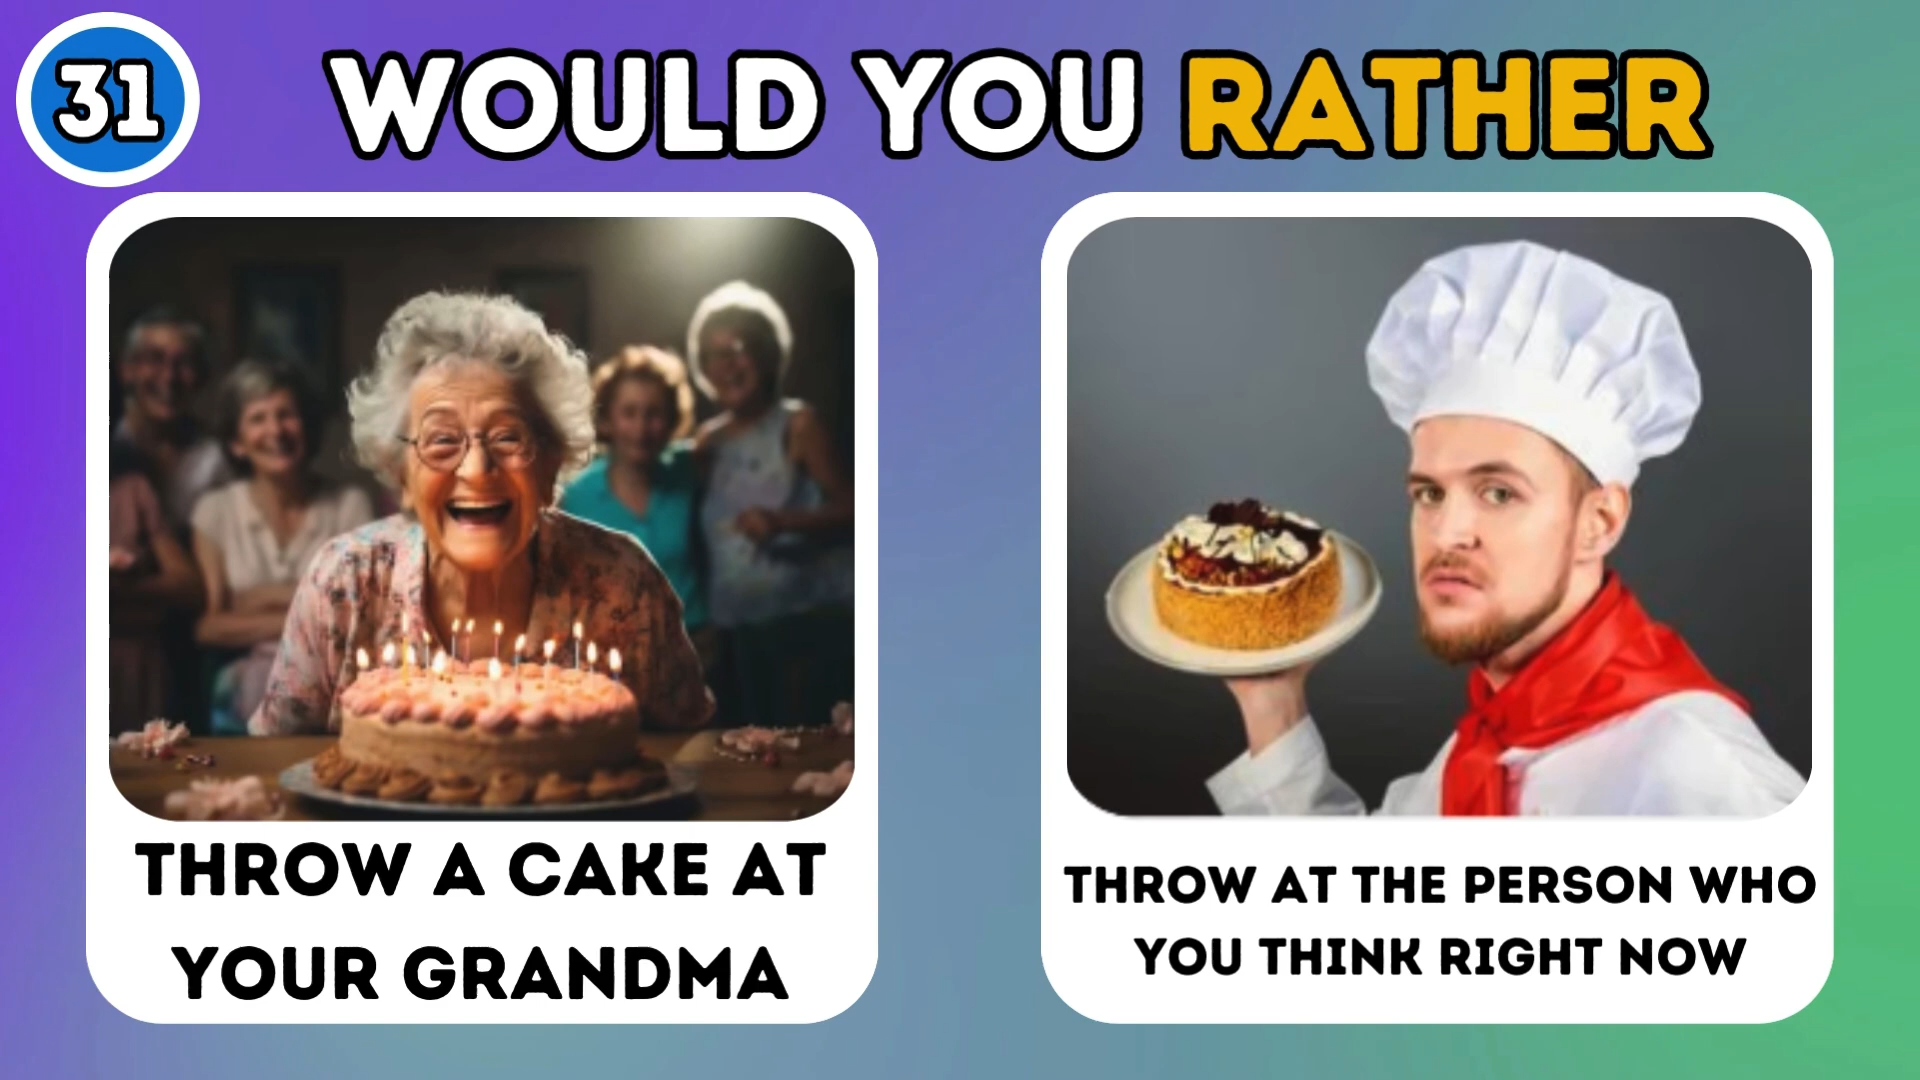 31
WOULD YOU RATHER
THROW A CAKE AT
YOUR GRANDMA
THROW AT THE PERSON WHO
YOU THINK RIGHT NOW